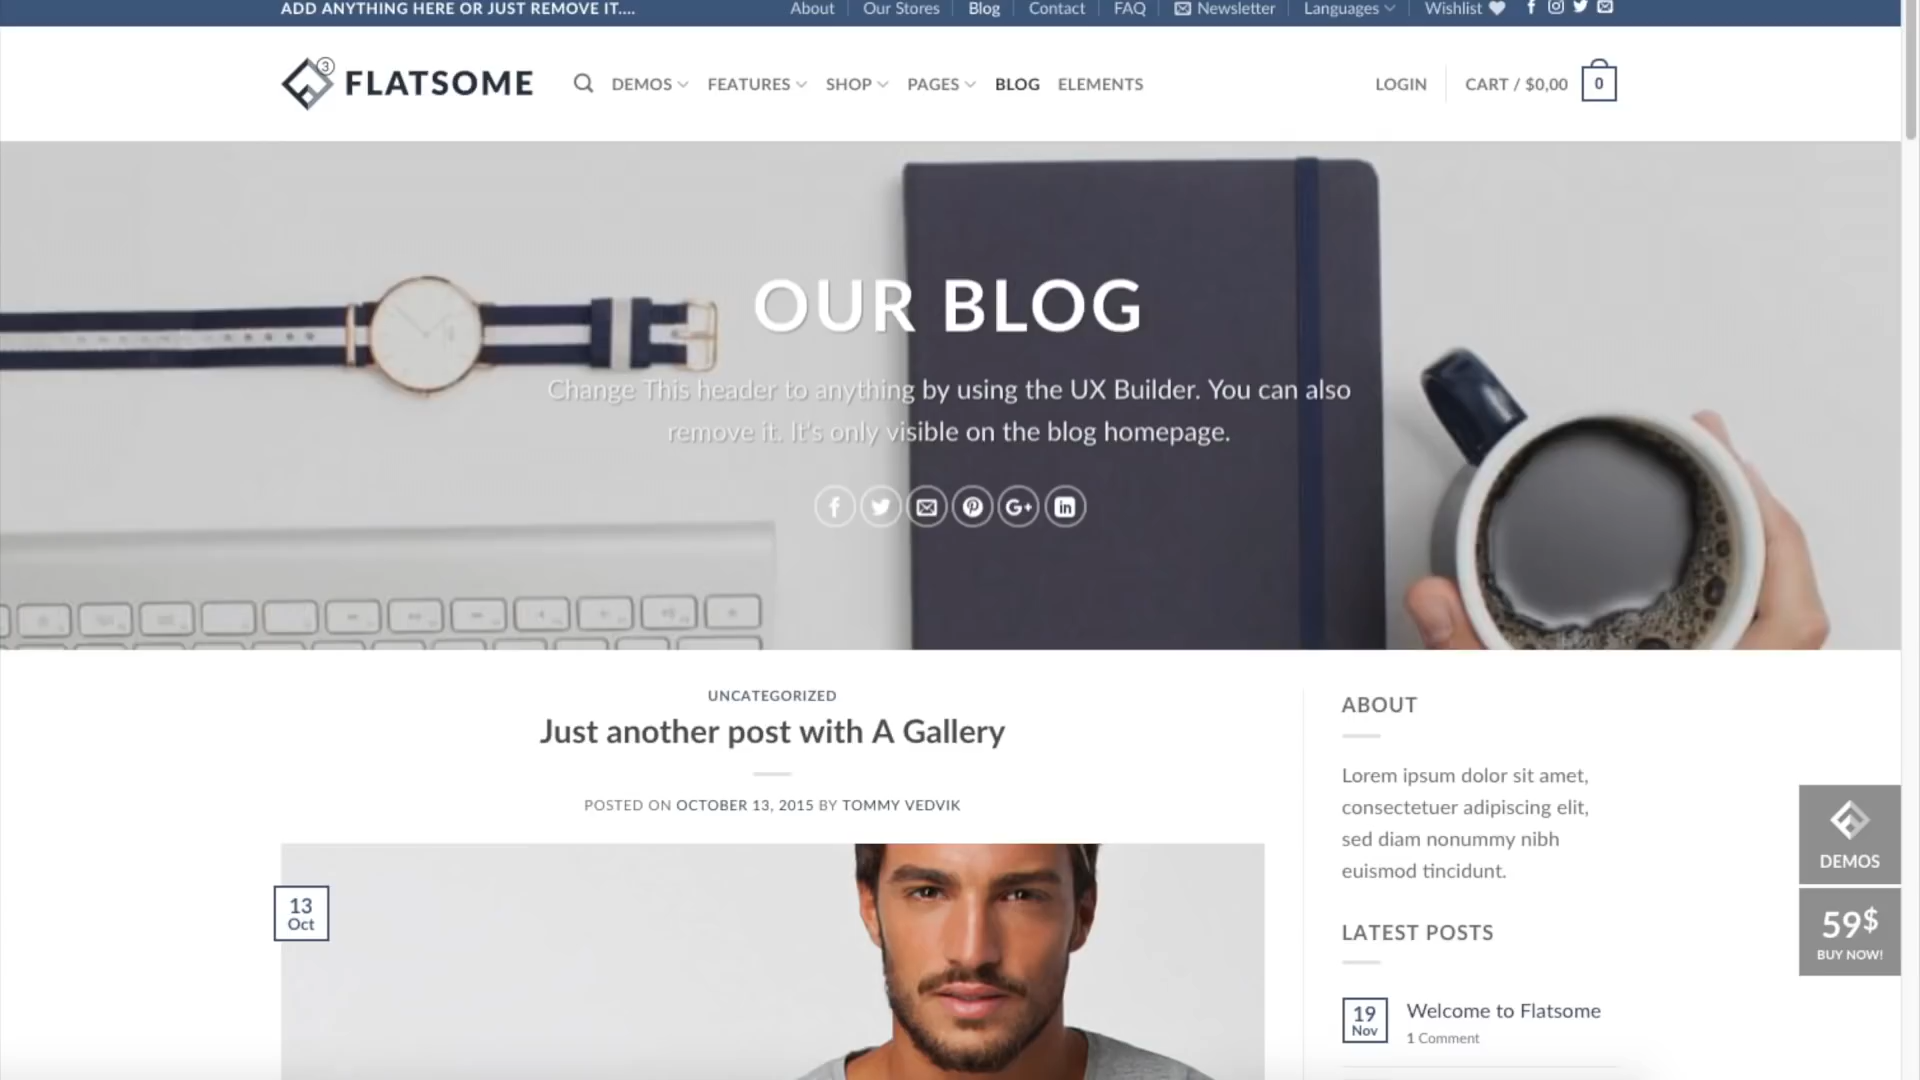 ADD ANYTHING HERE OR JUST REMOVE IT....
About
Our Stores
Blog
Contact
FAQ
Newsletter
Languages
Wishlist
3
FLATSOME
DEMOS
FEATURES
SHOP
PAGES
BLOG
ELEMENTS
LOGIN
CART / $0,00
0
OUR BLOG
Change This header to anything by using the UX Builder. You can also
remove it. It's only visible on the blog homepage.
UNCATEGORIZED
Just another post with A Gallery
POSTED ON OCTOBER 13, 2015 BY TOMMY VEDVIK
13
Oct
ABOUT
Lorem ipsum dolor sit amet,
consectetuer adipiscing elit,
sed diam nonummy nibh
euismod tincidunt.
LATEST POSTS
19
Nov
Welcome to Flatsome
1 Comment
DEMOS
59$
BUY NOW!